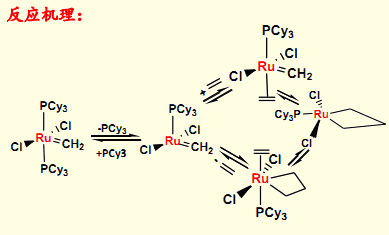 反应机理：
PCy3
Cl
Cl
Ru
=CH2
PCy3
-PCy3
+PCy3
PCy3
Cl
Cl
Ru
=CH2
+
-
PCy3
Cl
Cl
Ru
=CH2
Cl
Cy3P
Ru
Cl
Cl
Cl
Ru
PCy3